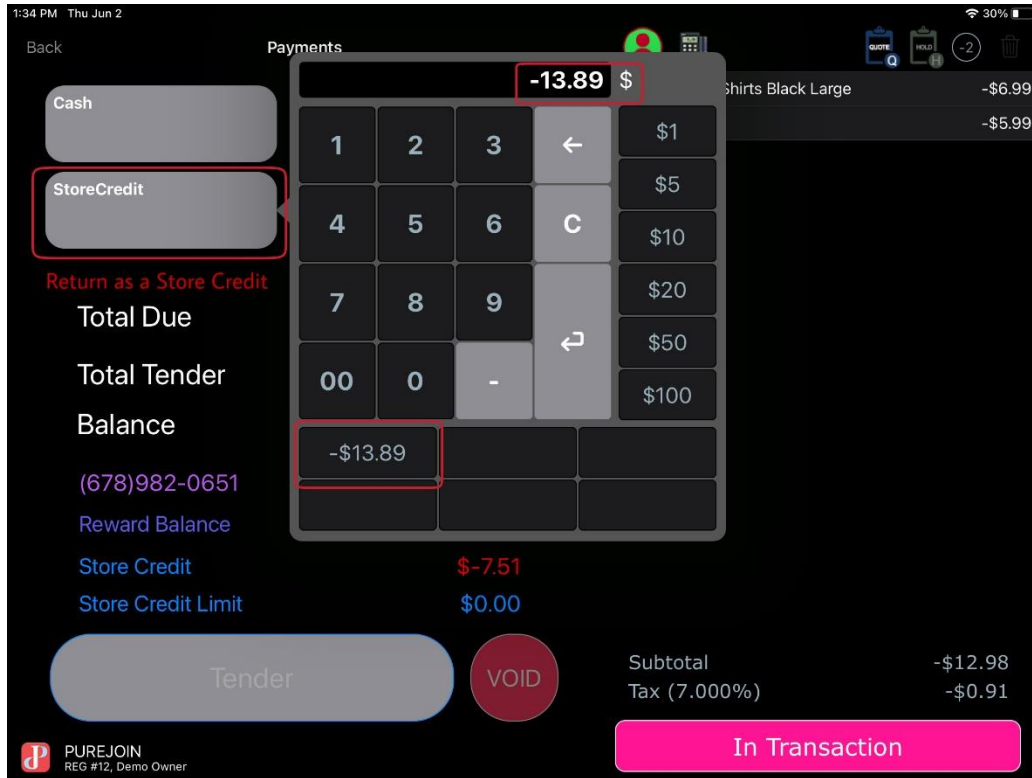 1:34 PM Thu Jun 2 30%
Back Payments QUOTE Q HOLD H -2
-13.89 $
Cash
StoreCredit
Return as a Store Credit
1 2 3 ← $1
$5
4 5 6 C $10
7 8 9 $20
$50
00 0 - $100
-$13.89
Shirts Black Large -$6.99
-$5.99
Total Due
Total Tender
Balance
(678)982-0651
Reward Balance
Store Credit $-7.51
Store Credit Limit $0.00
Tender VOID
Subtotal -$12.98
Tax (7.000%) -$0.91
In Transaction
PUREJOIN
REG #12, Demo Owner